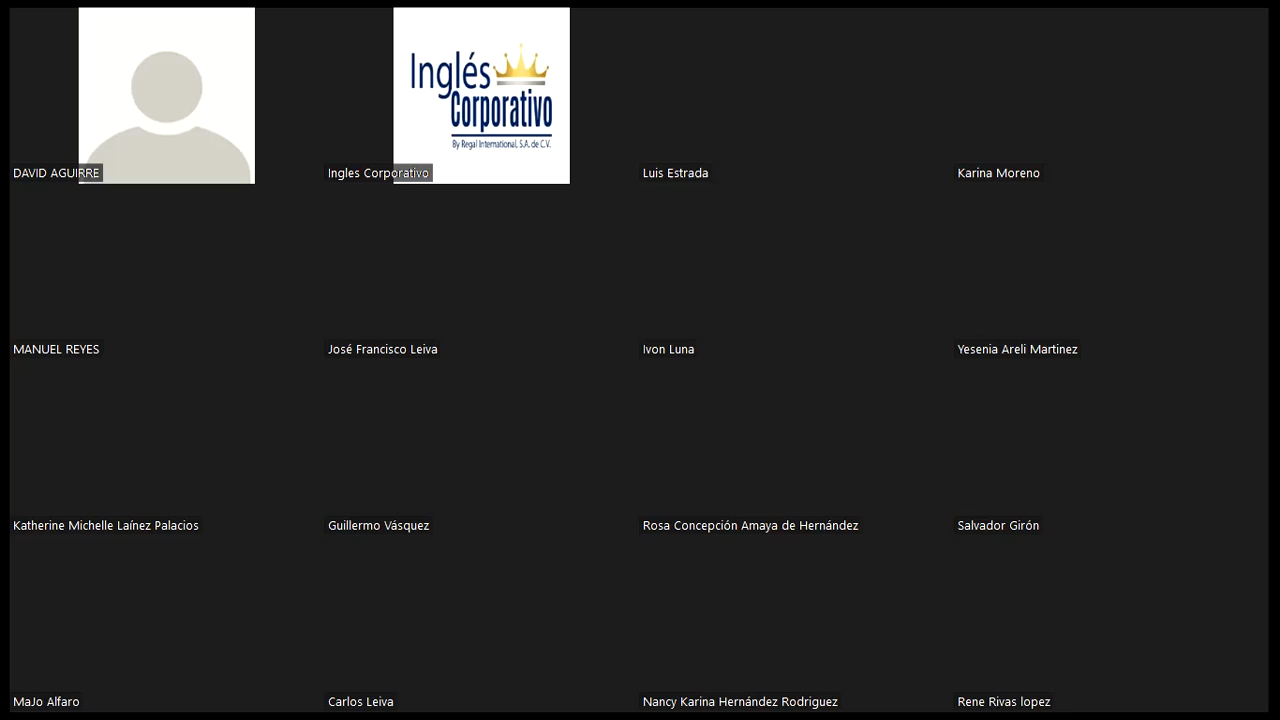 Inglés
Corporativo
By Regal International, S.A. de C.V.
DAVID AGUIRRE
Ingles Corporativo
Luis Estrada
Karina Moreno
MANUEL REYES
José Francisco Leiva
Ivon Luna
Yesenia Areli Martinez
Katherine Michelle Laínez Palacios
Guillermo Vásquez
Rosa Concepción Amaya de Hernández
Salvador Girón
MaJo Alfaro
Carlos Leiva
Nancy Karina Hernández Rodriguez
Rene Rivas lopez